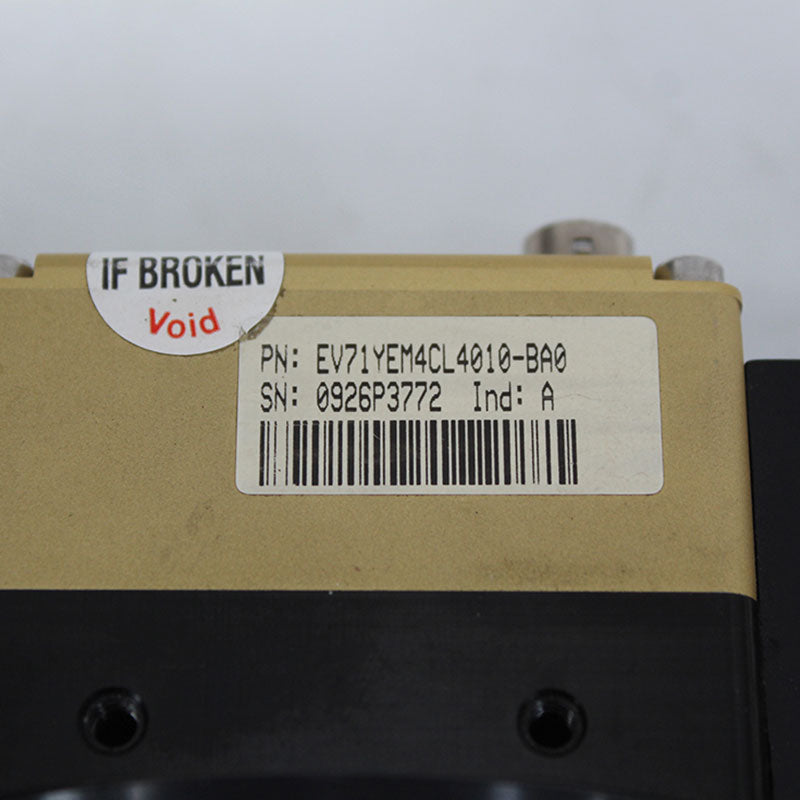 IF BROKEN
Void
PN: EV71YEM4CL4010-BA0
SN: 0926P3772 Ind: A